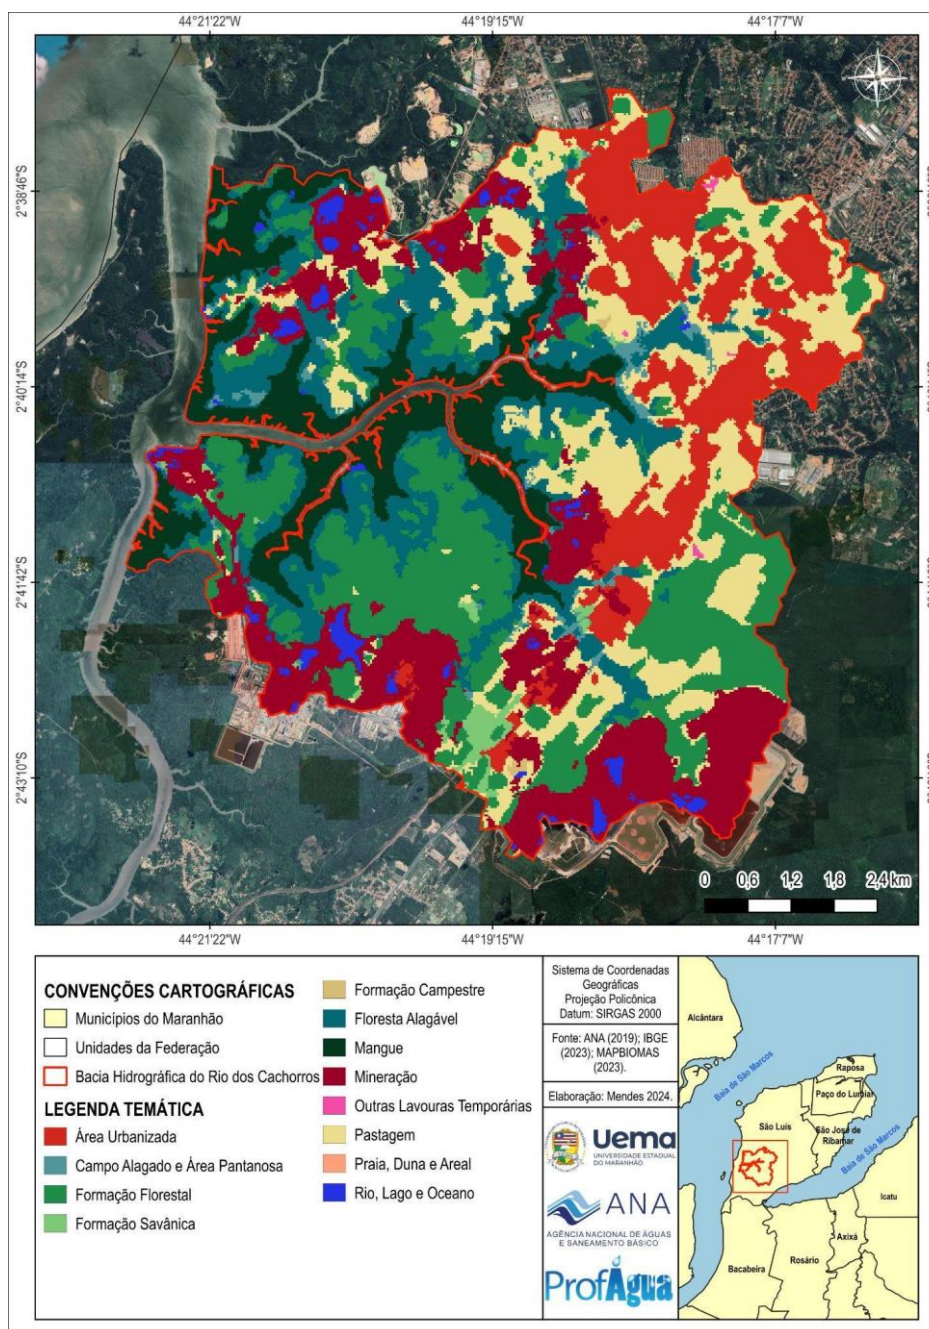 44°21'22"W
44°19'15"W
44°17'7"W
2°38'46"S
2°40'14"S
2°41'42"S
2°43'10"S
0 0,6 1,2 1,8 2,4 km
44°21'22"W
44°19'15"W
44°17'7"W
CONVENÇÕES CARTOGRÁFICAS
Municípios do Maranhão
Unidades da Federação
Bacia Hidrográfica do Rio dos Cachorros
LEGENDA TEMÁTICA
Área Urbanizada
Campo Alagado e Área Pantanosa
Formação Florestal
Formação Savânica
Formação Campestre
Floresta Alagável
Mangue
Mineração
Outras Lavouras Temporárias
Pastagem
Praia, Duna e Areal
Rio, Lago e Oceano
Sistema de Coordenadas
Geográficas
Projeção Policônica
Datum: SIRGAS 2000
Fonte: ANA (2019); IBGE
(2023); MAPBIOMAS
(2023).
Elaboração: Mendes 2024.
Uema
UNIVERSIDADE ESTADUAL
DO MARANHÃO
ANA
AGÊNCIA NACIONAL DE ÁGUAS
E SANEAMENTO BÁSICO
ProfÁgua
Alcântara
Baia de São Marcos
Raposa
Paço do Lumiar
São Luís
São José de
Ribamar
Baia de São Marcos
Icatu
Axixá
Rosário
Bacabeira